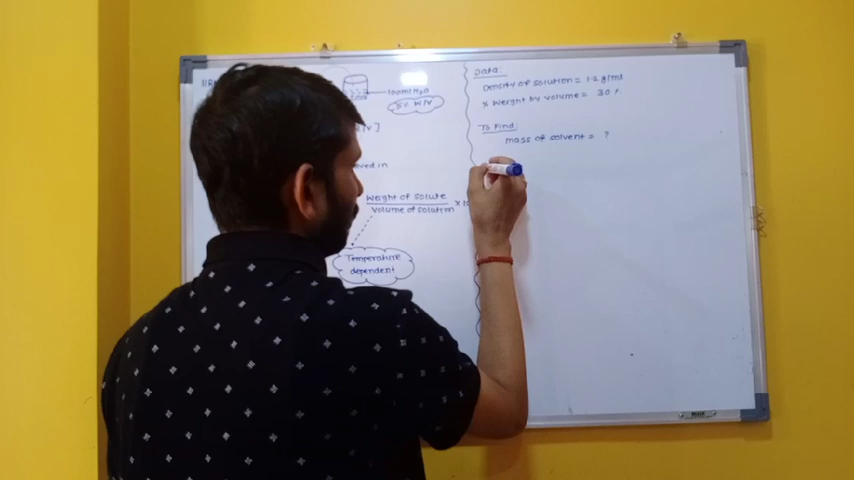 100ml H2O
5% W/V
Weight of solute
Volume of solution
Temperature
dependent
Data:
Density of solution = 1.2 g/ml
% Weight by volume = 30 %
To Find:
mass of solvent = ?